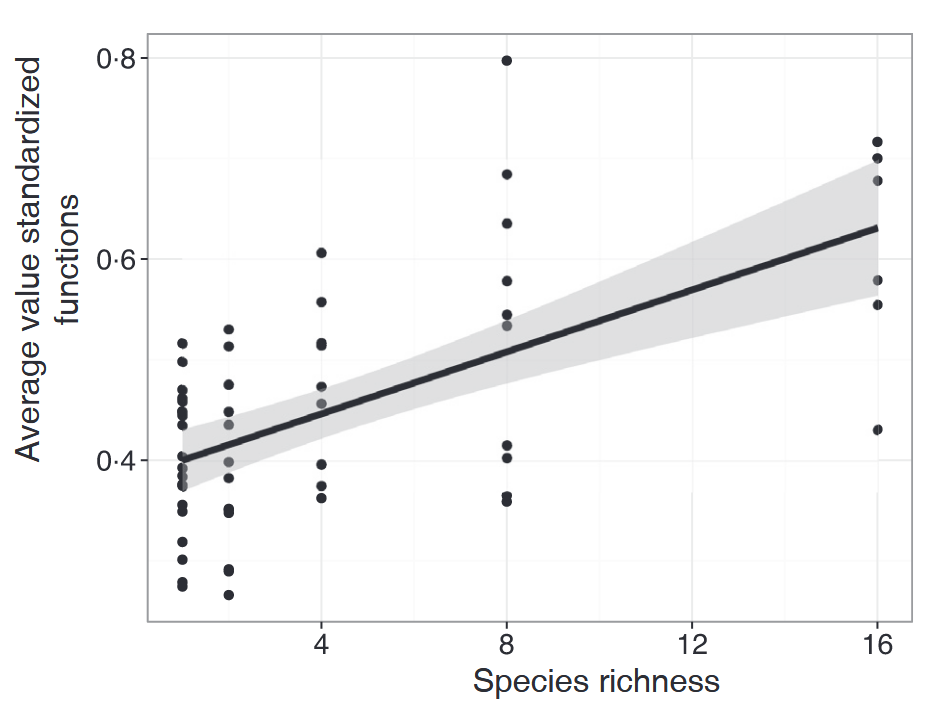 Average value standardized
functions
0·8
0·6
0·4
4 8 12 16
Species richness